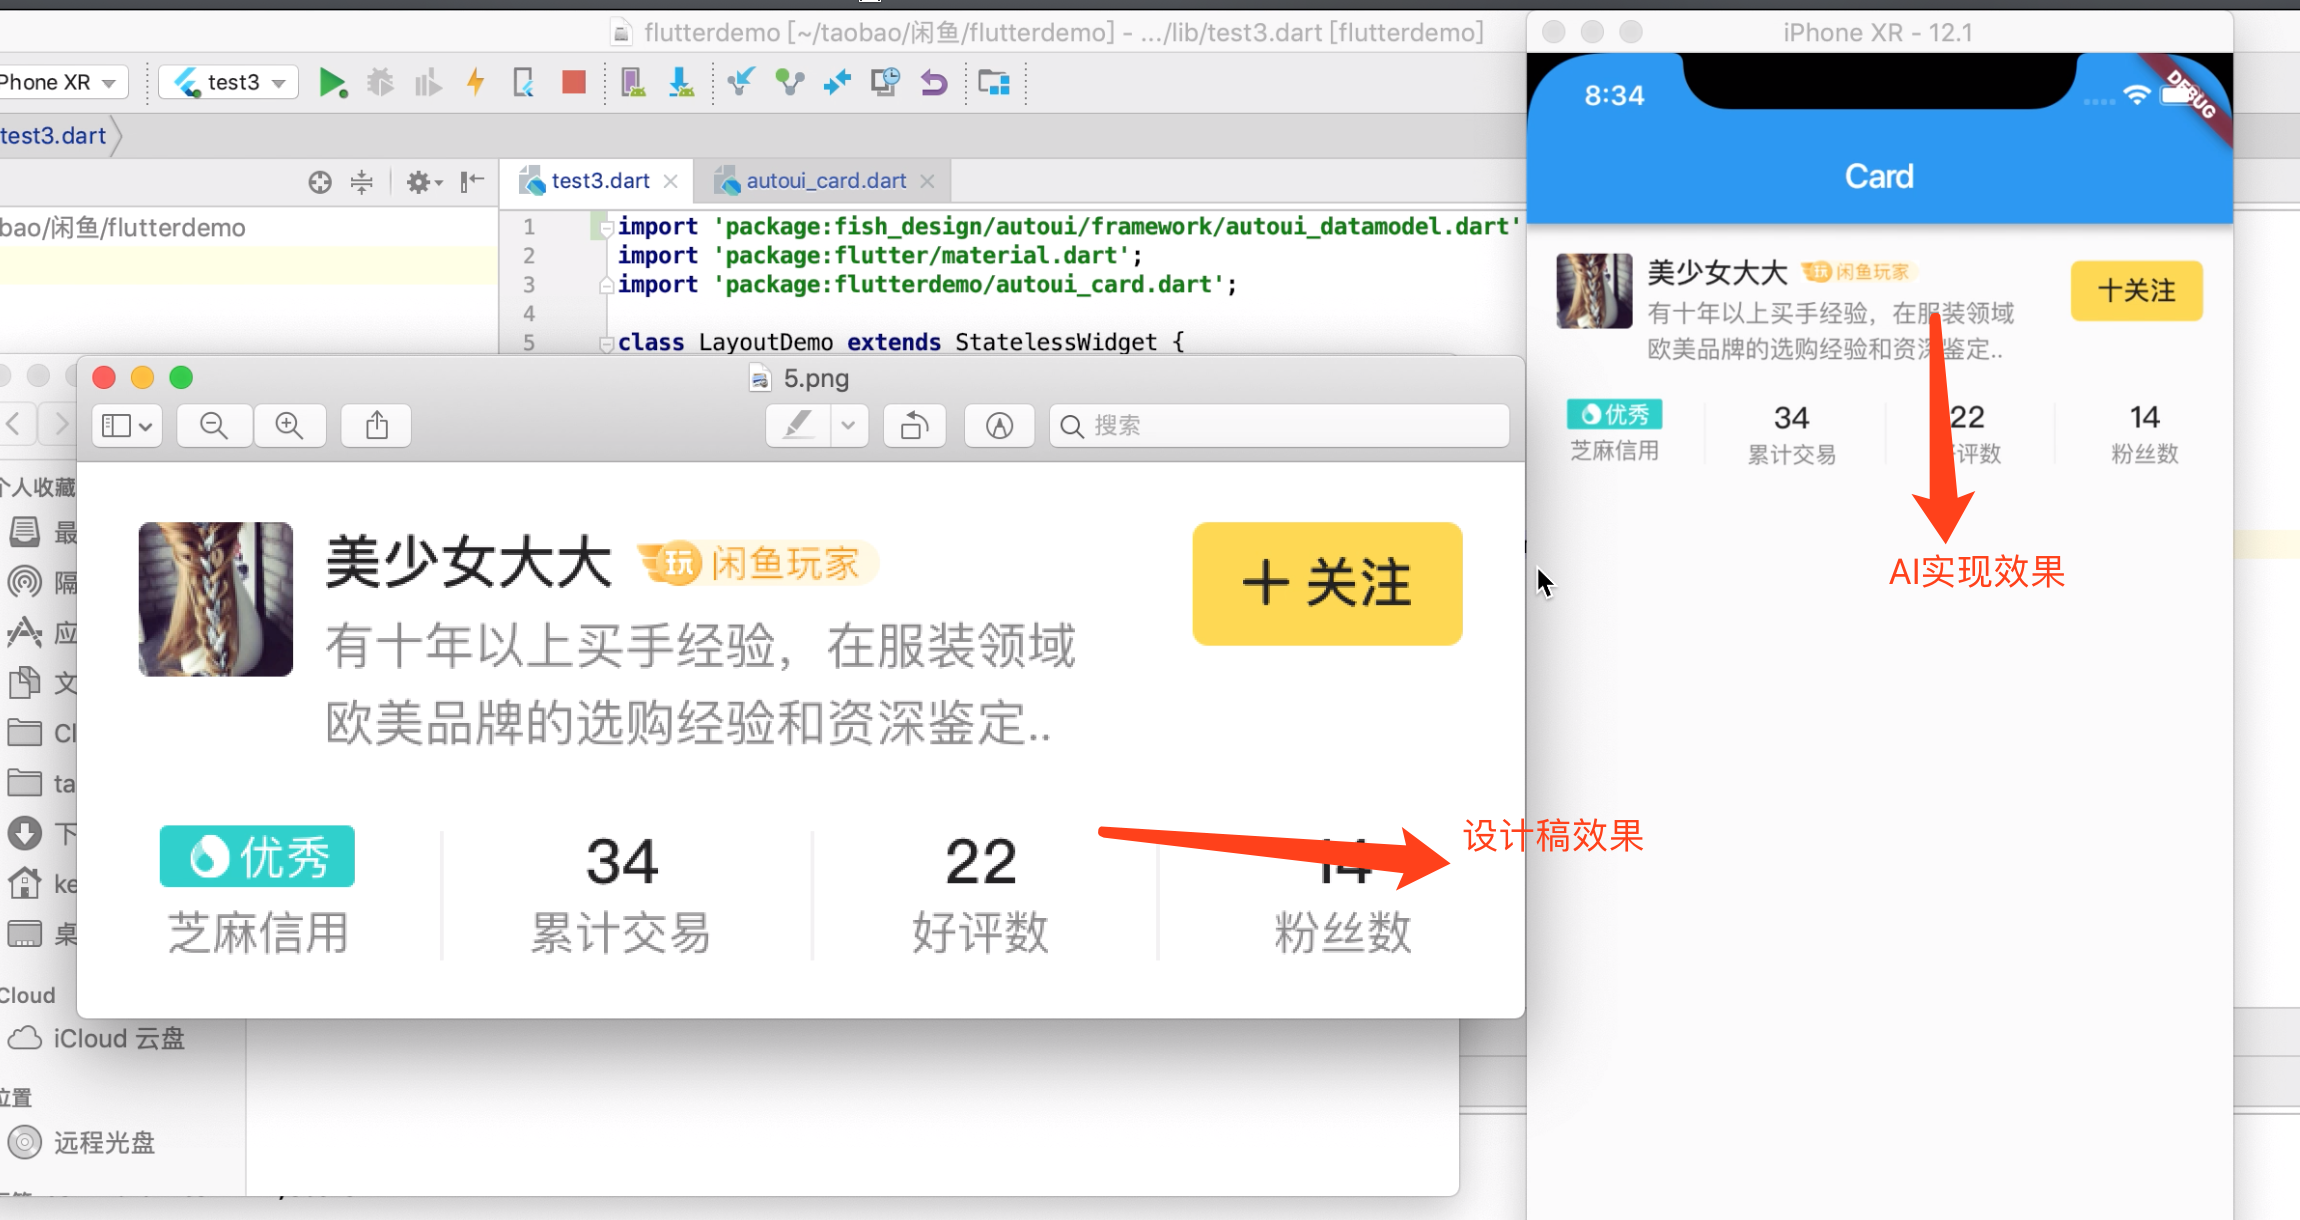 flutterdemo [~/taobao/闲鱼/flutterdemo] - .../lib/test3.dart [flutterdemo]
iPhone XR - 12.1
Phone XR
test3
test3.dart
test3.dart
autoui_card.dart
bao/闲鱼/flutterdemo
1 import 'package:fish_design/autoui/framework/autoui_datamodel.dart'
2 import 'package:flutter/material.dart';
3 import 'package:flutterdemo/autoui_card.dart';
4
5 class LayoutDemo extends StatelessWidget {
8:34
DEBUG
Card
美少女大大
玩
闲鱼玩家
十关注
有十年以上买手经验，在服装领域
欧美品牌的选购经验和资深鉴定..
优秀
34
22
14
芝麻信用
累计交易
评数
粉丝数
AI实现效果
5.png
搜索
个人收藏
最
隔
应
文
Cl
ta
下
ke
桌
Cloud
iCloud 云盘
位置
远程光盘
美少女大大
玩
闲鱼玩家
十 关注
有十年以上买手经验，在服装领域
欧美品牌的选购经验和资深鉴定..
优秀
34
22
14
芝麻信用
累计交易
好评数
粉丝数
设计稿效果